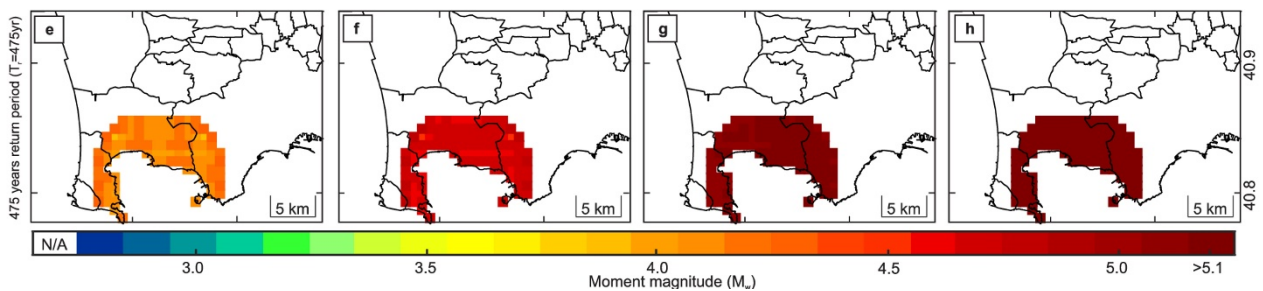 475 years return period (Tr=475yr)
e
f
g
h
40.9
40.8
5 km
5 km
5 km
5 km
N/A
3.0
3.5
4.0
4.5
5.0
>5.1
Moment magnitude (Mw)